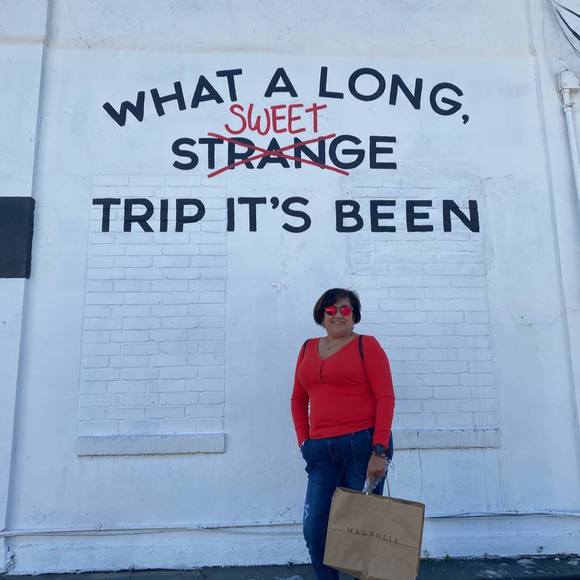 WHAT A LONG,
SWEET
STRANGE
TRIP IT'S BEEN
MAGNOLIA